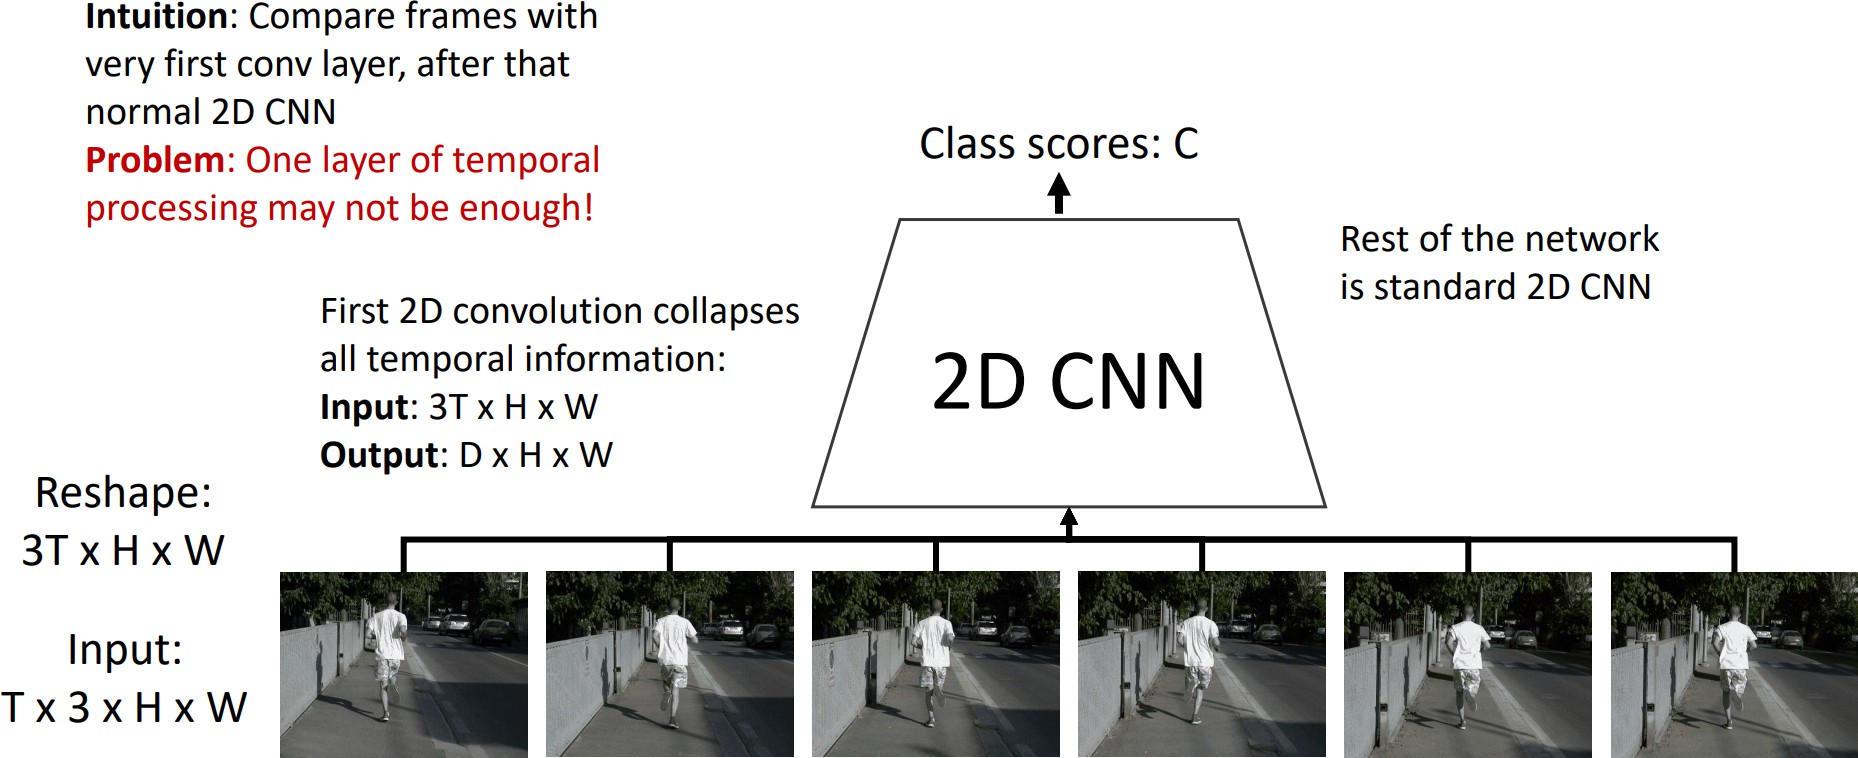 Intuition: Compare frames with
very first conv layer, after that
normal 2D CNN
Problem: One layer of temporal
processing may not be enough!
Class scores: C
Rest of the network
is standard 2D CNN
First 2D convolution collapses
all temporal information:
Input: 3T x H x W
Output: D x H x W
2D CNN
Reshape:
3T x H x W
Input:
T x 3 x H x W